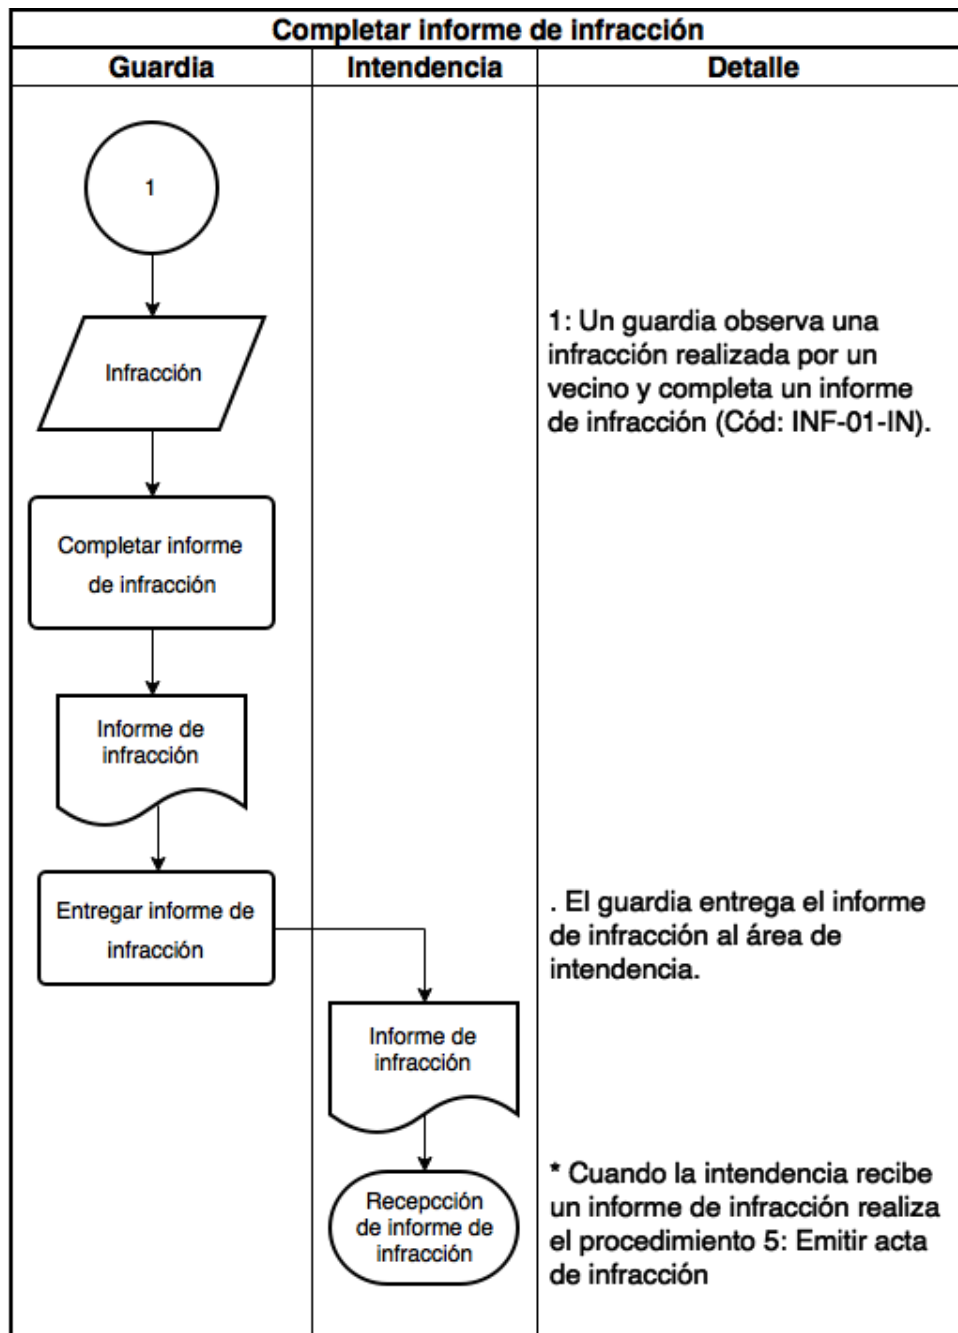 Completar informe de infracción
Guardia
Intendencia
Detalle
1
Infracción
1: Un guardia observa una
infracción realizada por un
vecino y completa un informe
de infracción (Cód: INF-01-IN).
Completar informe
de infracción
Informe de
infracción
Entregar informe de
infracción
. El guardia entrega el informe
de infracción al área de
intendencia.
Informe de
infracción
Recepcción
de informe de
infracción
* Cuando la intendencia recibe
un informe de infracción realiza
el procedimiento 5: Emitir acta
de infracción